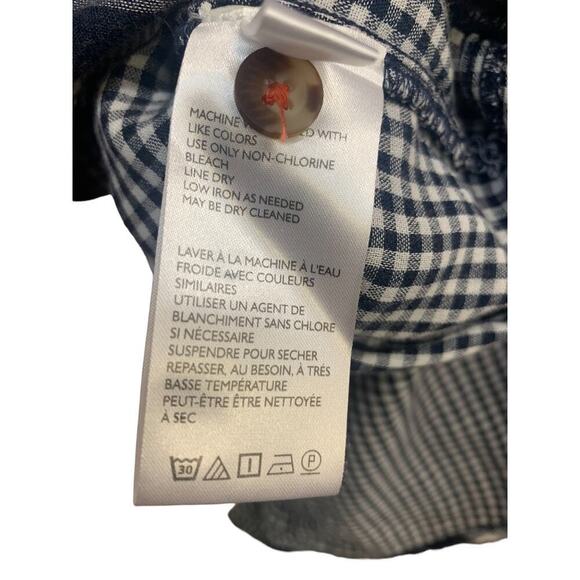 MACHINE WITH
LIKE COLORS
USE ONLY NON-CHLORINE
BLEACH
LINE DRY
LOW IRON AS NEEDED
MAY BE DRY CLEANED
LAVER À LA MACHINE À L'EAU
FROIDE AVEC COULEURS
SIMILAIRES
UTILISER UN AGENT DE
BLANCHIMENT SANS CHLORE
SI NÉCESSAIRE
SUSPENDRE POUR SECHER
REPASSER, AU BESOIN, À TRÉS
BASSE TEMPÉRATURE
PEUT-ÊTRE ÊTRE NETTOYÉE
À SEC
30 P